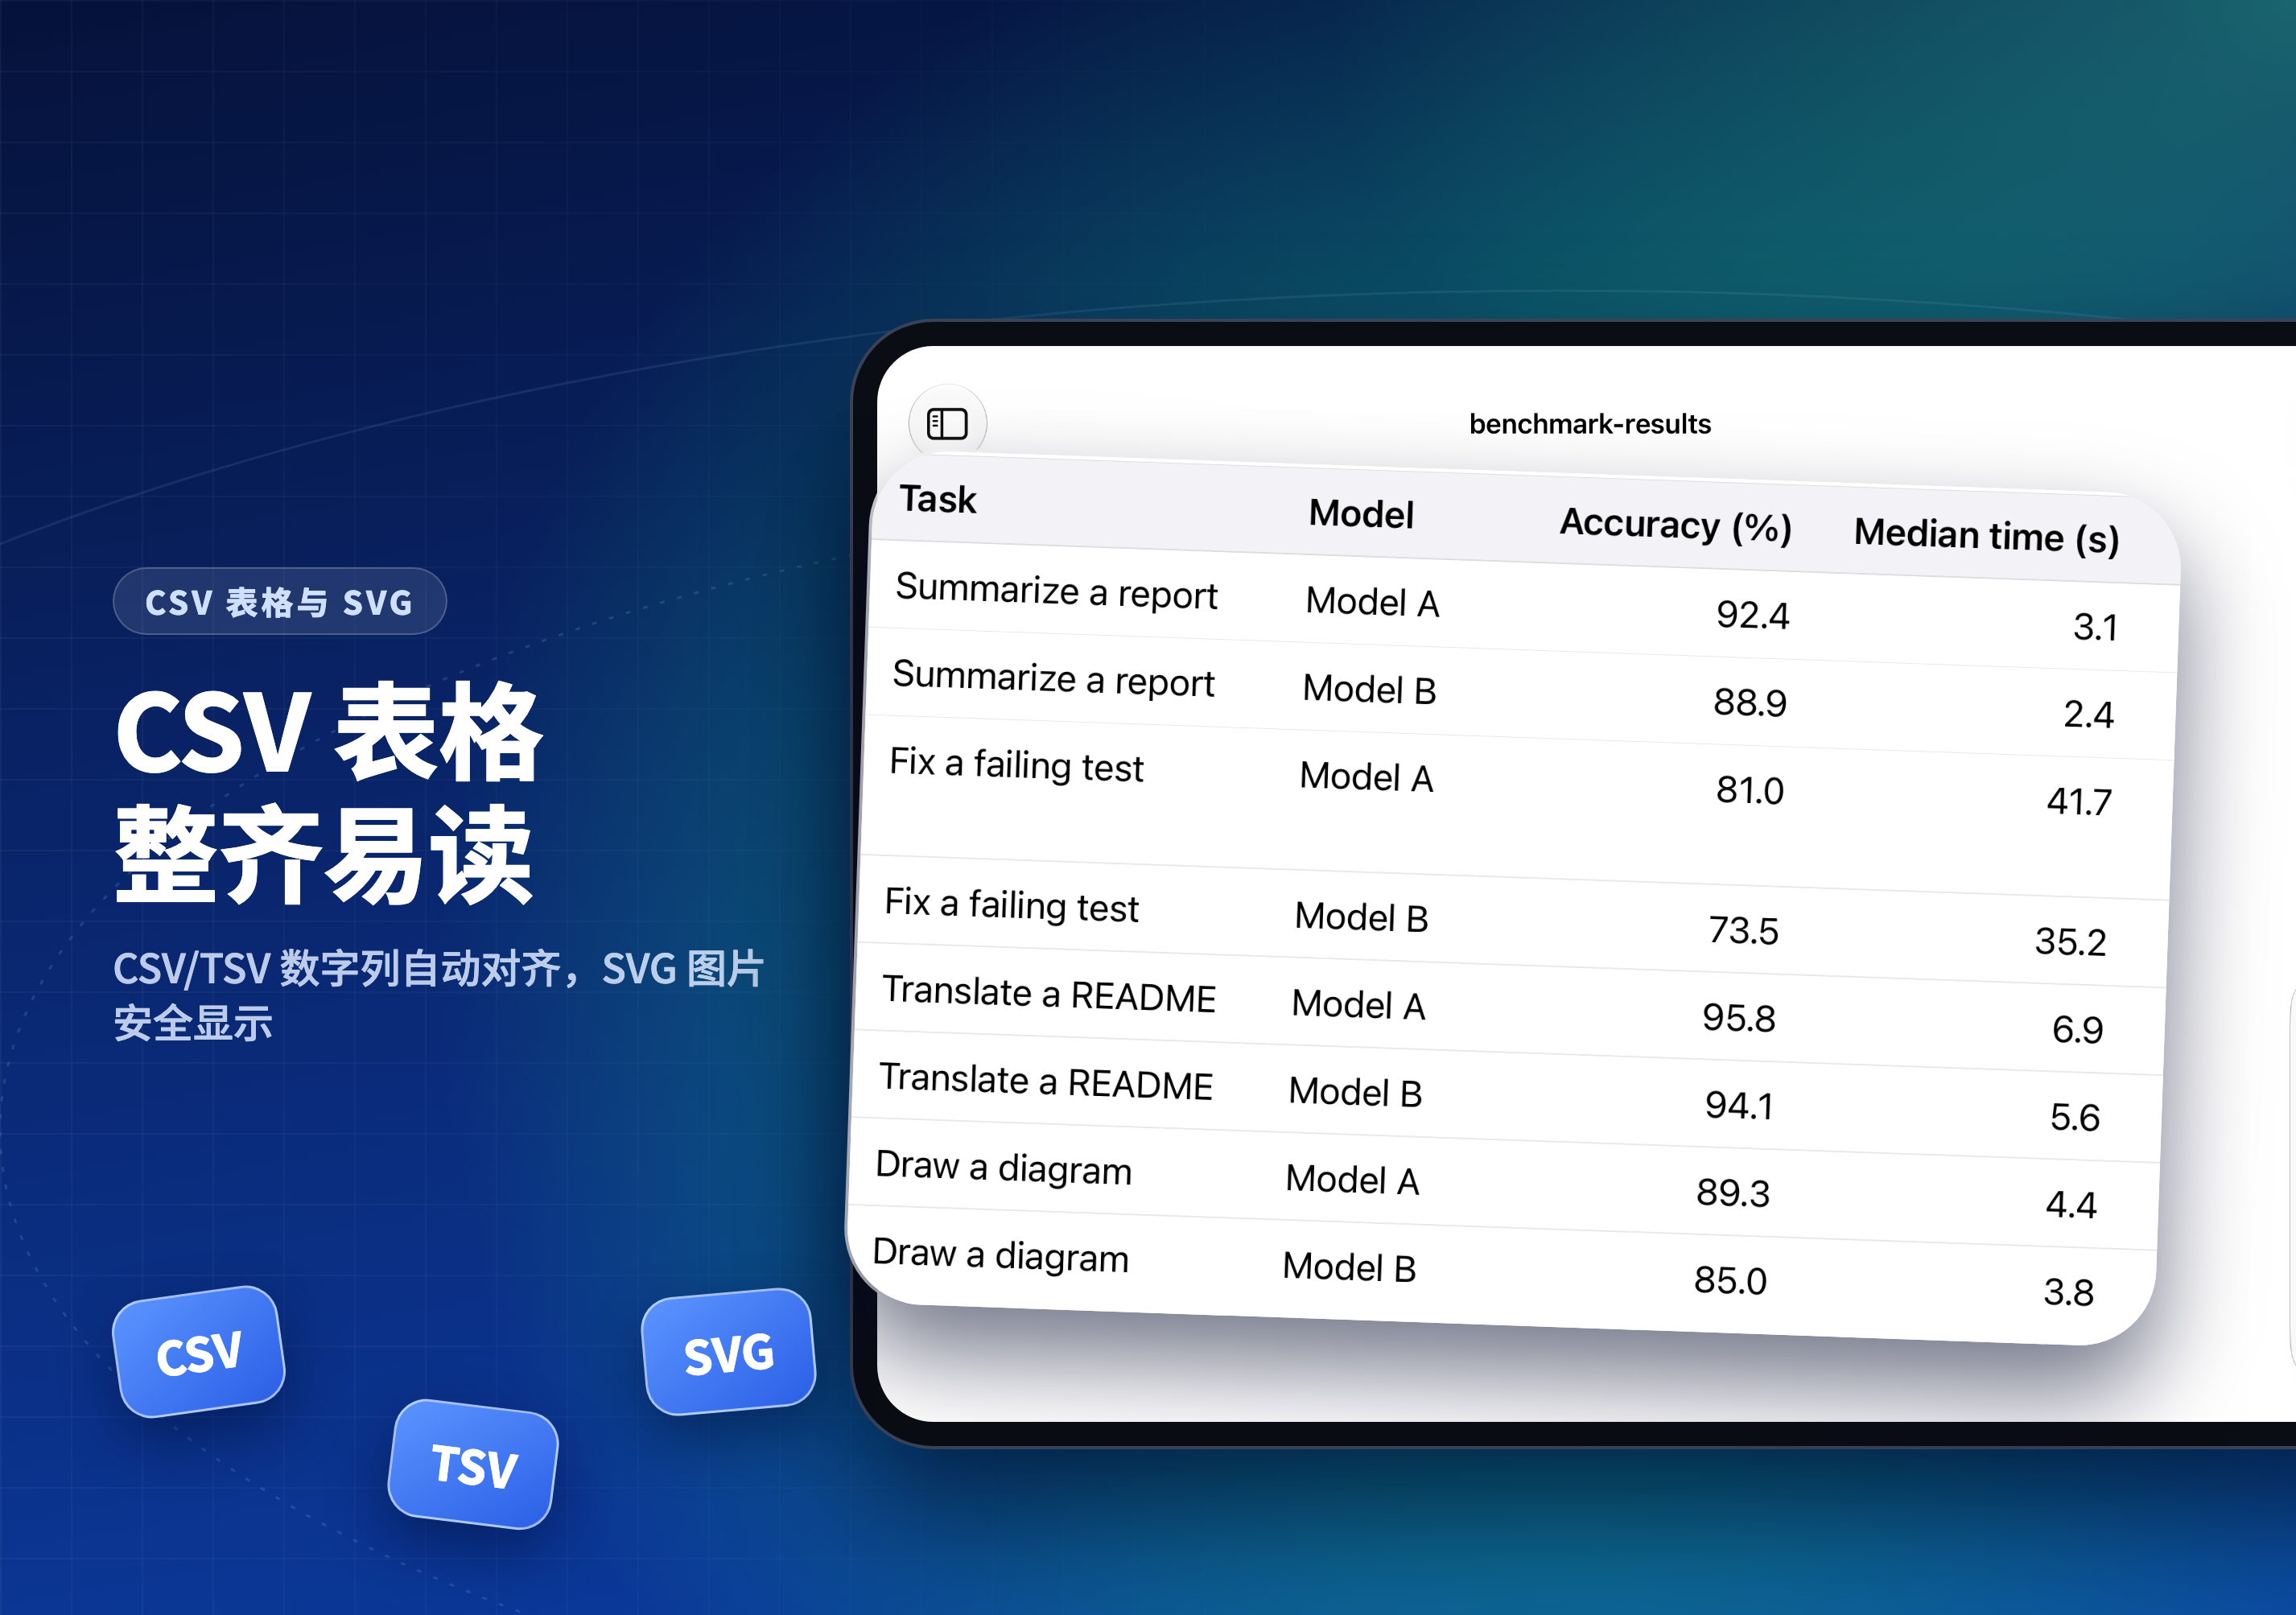 CSV 表格与 SVG
CSV 表格
整齐易读
CSV/TSV 数字列自动对齐，SVG 图片
安全显示
CSV
TSV
SVG
benchmark-results
Task Model Accuracy (%) Median time (s)
Summarize a report Model A 92.4 3.1
Summarize a report Model B 88.9 2.4
Fix a failing test Model A 81.0 41.7
Fix a failing test Model B 73.5 35.2
Translate a README Model A 95.8 6.9
Translate a README Model B 94.1 5.6
Draw a diagram Model A 89.3 4.4
Draw a diagram Model B 85.0 3.8